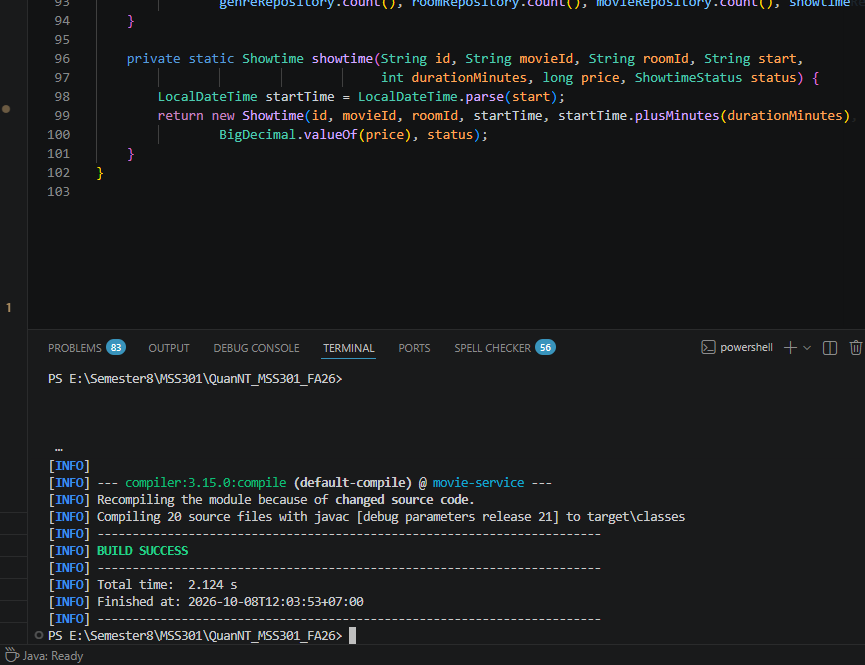 93 genreRepository.count(), roomRepository.count(), movieRepository.count(), showtime
94 }
95
96 private static Showtime showtime(String id, String movieId, String roomId, String start,
97 int durationMinutes, long price, ShowtimeStatus status) {
98 LocalDateTime startTime = LocalDateTime.parse(start);
99 return new Showtime(id, movieId, roomId, startTime, startTime.plusMinutes(durationMinutes)
100 BigDecimal.valueOf(price), status);
101 }
102 }
103
1
PROBLEMS 83 OUTPUT DEBUG CONSOLE TERMINAL PORTS SPELL CHECKER 56 powershell
PS E:\Semester8\MSS301\QuanNT_MSS301_FA26>
…
[INFO]
[INFO] --- compiler:3.15.0:compile (default-compile) @ movie-service ---
[INFO] Recompiling the module because of changed source code.
[INFO] Compiling 20 source files with javac [debug parameters release 21] to target\classes
[INFO] ------------------------------------------------------------------------
[INFO] BUILD SUCCESS
[INFO] ------------------------------------------------------------------------
[INFO] Total time:  2.124 s
[INFO] Finished at: 2026-10-08T12:03:53+07:00
[INFO] ------------------------------------------------------------------------
PS E:\Semester8\MSS301\QuanNT_MSS301_FA26>
Java: Ready